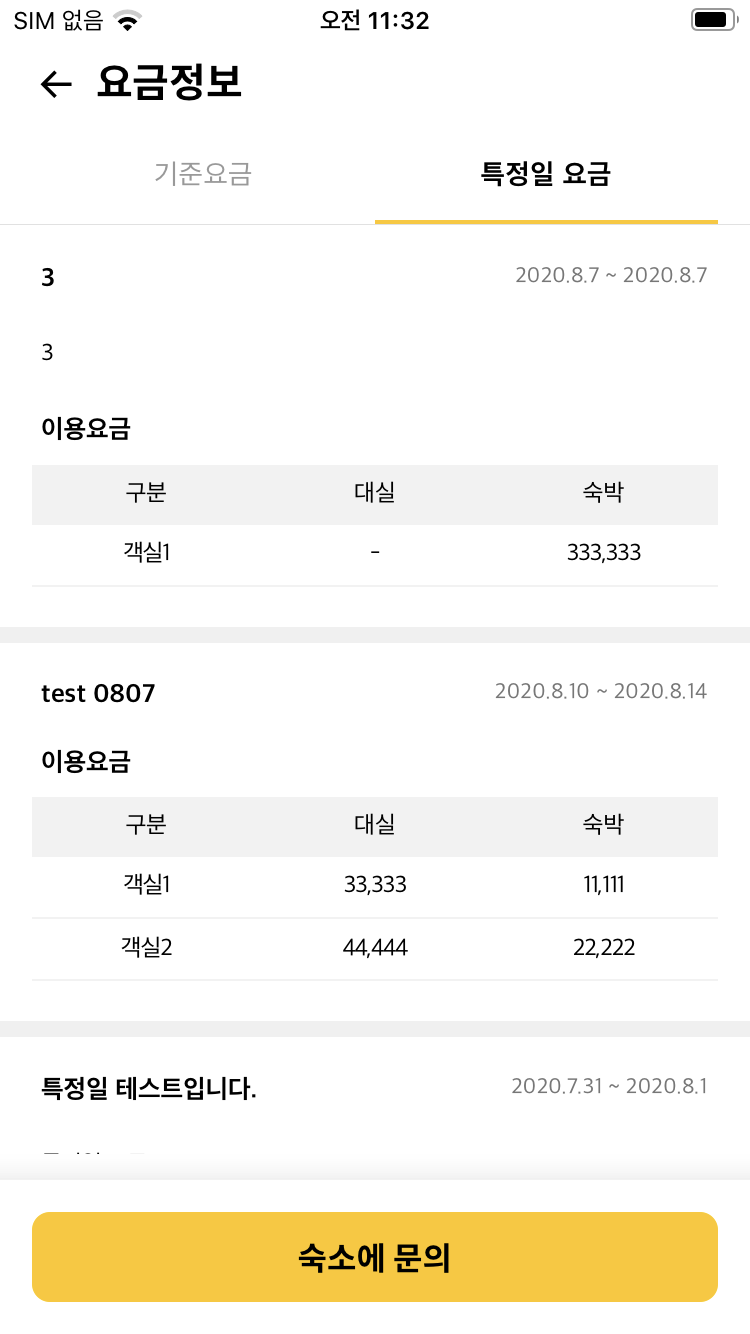 SIM 없음 오전 11:32
요금정보
기준요금 특정일 요금
3 2020.8.7 ~ 2020.8.7
3
이용요금
구분 대실 숙박
객실1 - 333,333
test 0807 2020.8.10 ~ 2020.8.14
이용요금
구분 대실 숙박
객실1 33,333 11,111
객실2 44,444 22,222
특정일 테스트입니다. 2020.7.31 ~ 2020.8.1
숙소에 문의